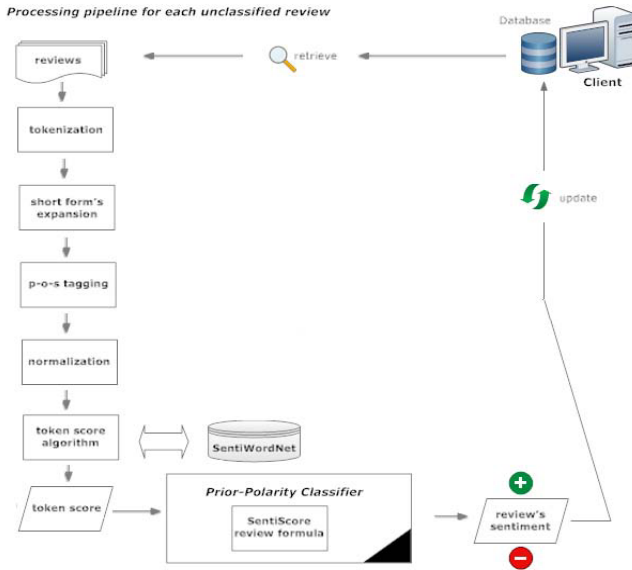 Processing pipeline for each unclassified review
Database
reviews
retrieve
Client
tokenization
short form's
expansion
update
p-o-s tagging
normalization
token score
algorithm
SentiWordNet
Prior-Polarity Classifier
token score
SentiScore
review formula
review's
sentiment